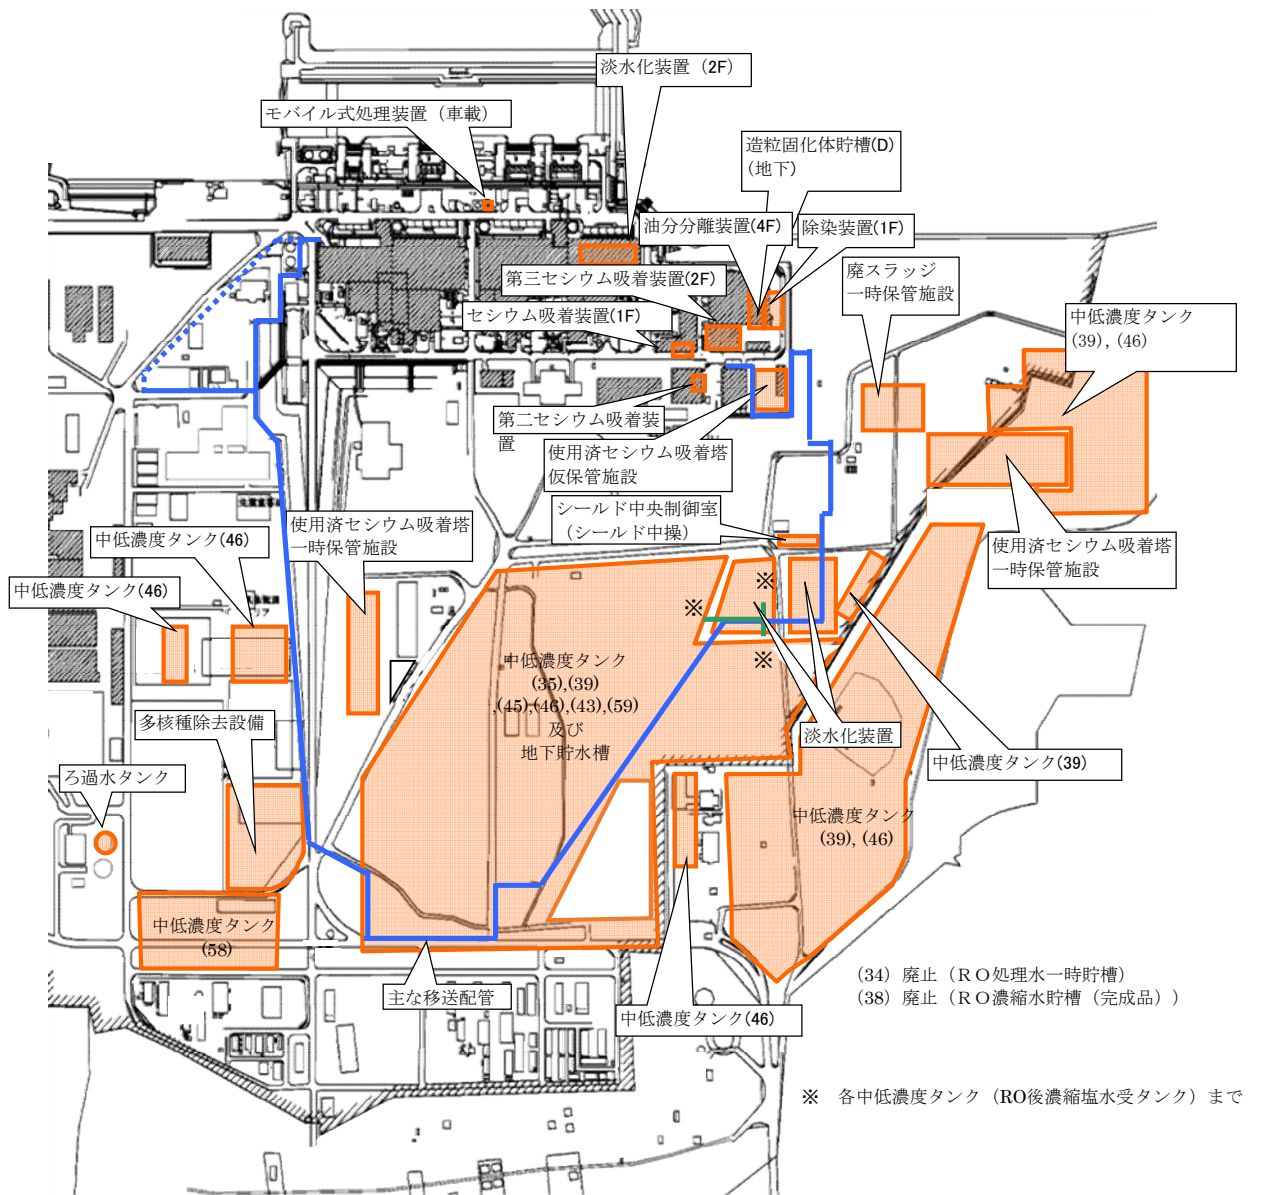 淡水化装置（2F）
モバイル式処理装置（車載）
造粒固化体貯槽(D)
(地下)
油分分離装置(4F)
除染装置(1F)
廃スラッジ
一時保管施設
第三セシウム吸着装置(2F)
セシウム吸着装置(1F)
中低濃度タンク
(39), (46)
第二セシウム吸着装
置
使用済セシウム吸着塔
仮保管施設
シールド中央制御室
（シールド中操）
使用済セシウム吸着塔
一時保管施設
使用済セシウム吸着塔
一時保管施設
中低濃度タンク(46)
中低濃度タンク(46)
※
※
※
中低濃度タンク
(35),(39)
,(45),(46),(43),(59)
及び
地下貯水槽
多核種除去設備
淡水化装置
中低濃度タンク(39)
ろ過水タンク
中低濃度タンク
(39), (46)
中低濃度タンク
(58)
主な移送配管
中低濃度タンク(46)
(34) 廃止（ＲＯ処理水一時貯槽）
(38) 廃止（ＲＯ濃縮水貯槽（完成品））
※　各中低濃度タンク（RO後濃縮塩水受タンク）まで